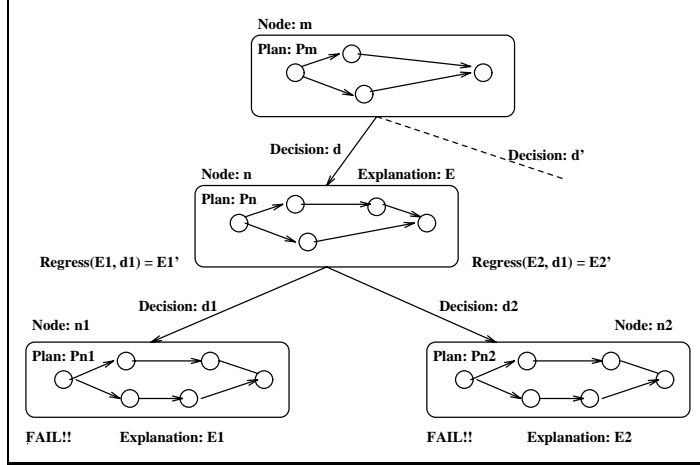 Node: m
Plan: Pm
Decision: d
Decision: d'
Node: n
Explanation: E
Plan: Pn
Regress(E1, d1) = E1'
Regress(E2, d1) = E2'
Decision: d1
Decision: d2
Node: n1
Node: n2
Plan: Pn1
Plan: Pn2
FAIL!!
Explanation: E1
FAIL!!
Explanation: E2